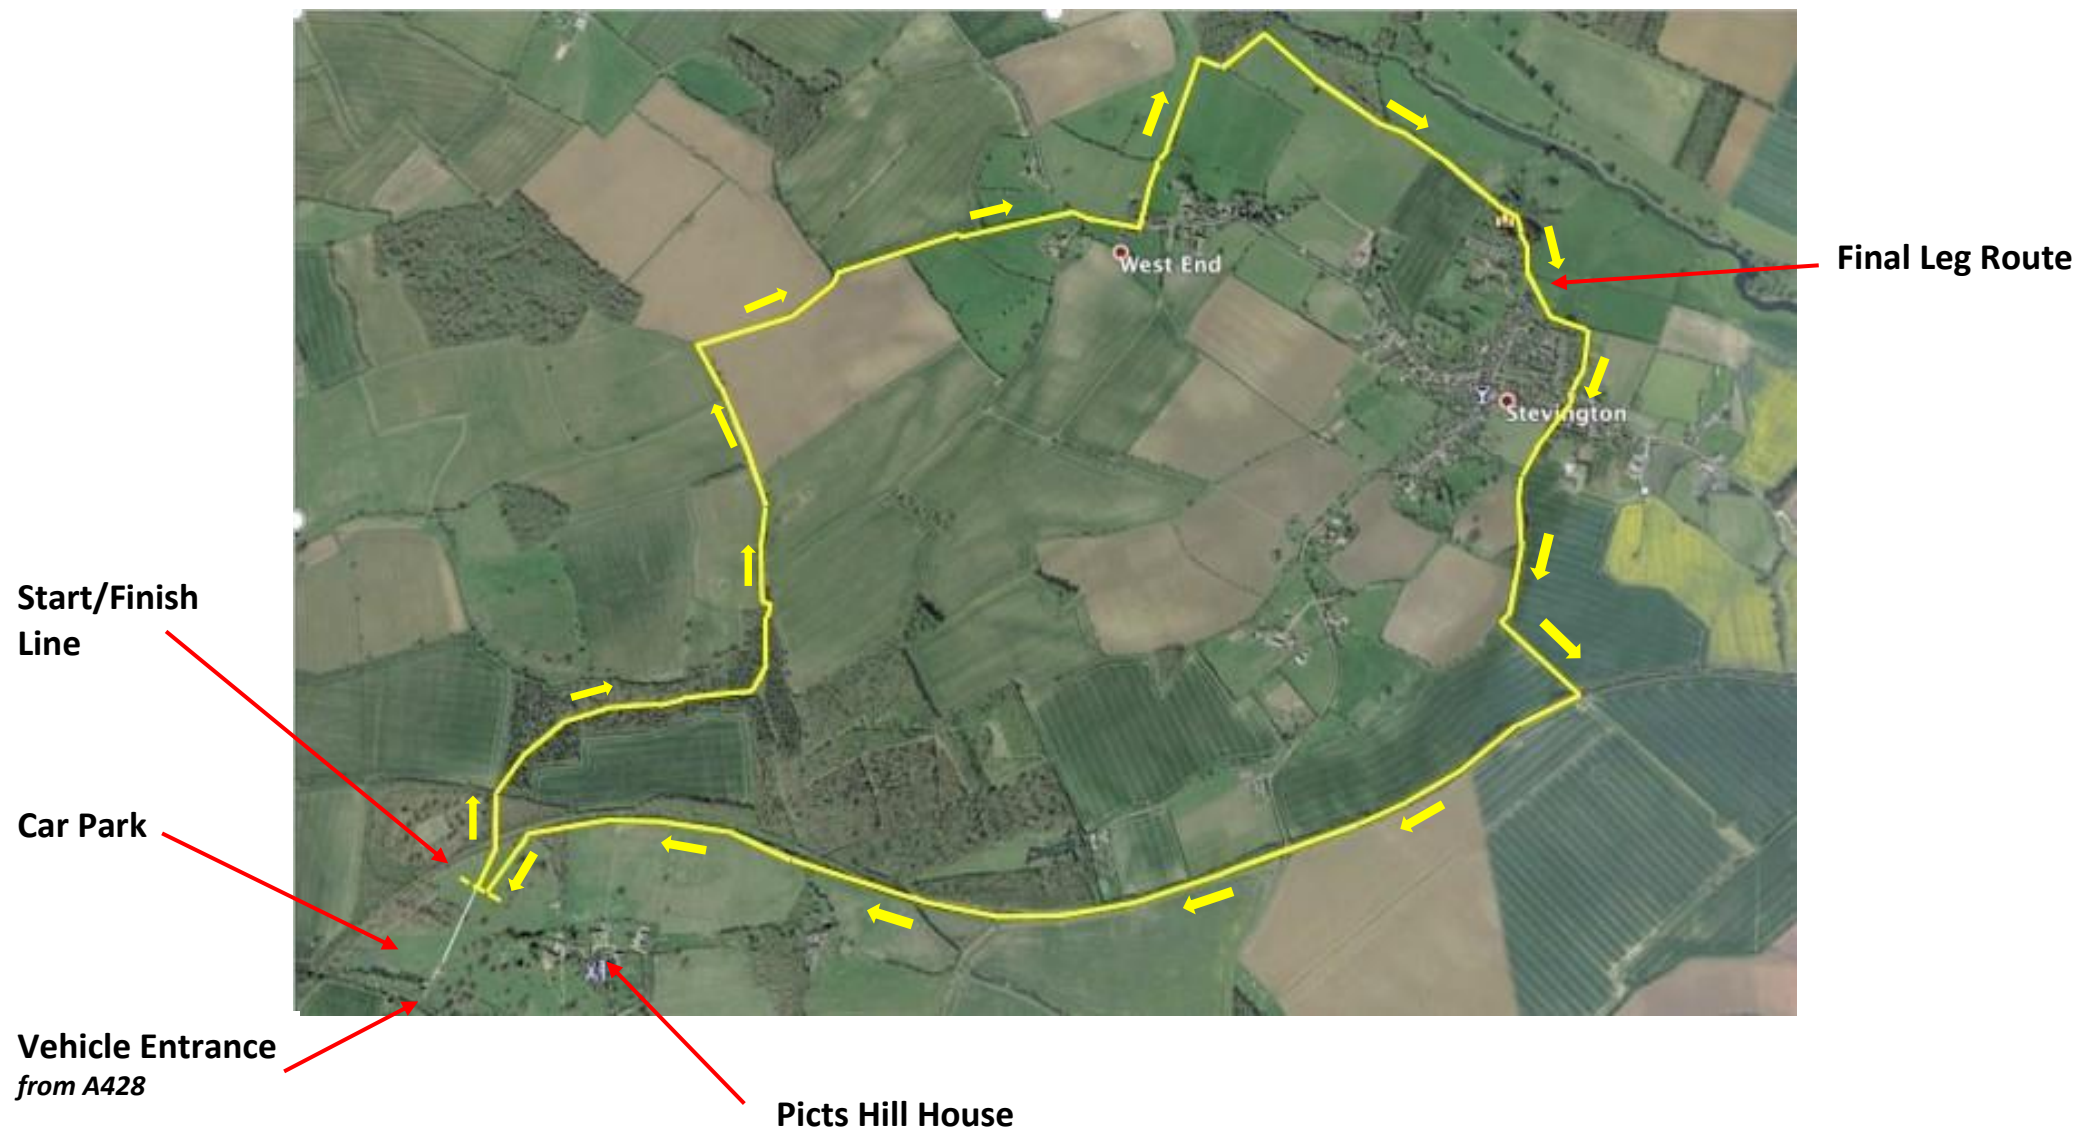 Final Leg Route
West End
Stevington
Start/Finish
Line
Car Park
Vehicle Entrance
from A428
Picts Hill House